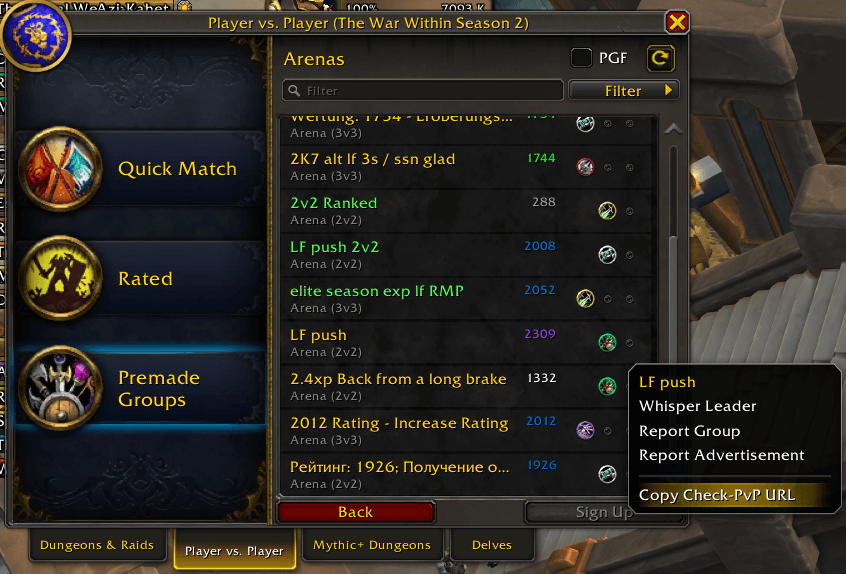 WeAzi:Kahet
100%
7093 K
Player vs. Player (The War Within Season 2)
Arenas
PGF
Filter
Filter
Quick Match
Rated
Premade
Groups
Wertung: 1754 - Eroberungs...
Arena (3v3)
2K7 alt lf 3s / ssn glad
1744
Arena (3v3)
2v2 Ranked
288
Arena (2v2)
LF push 2v2
2008
Arena (2v2)
elite season exp lf RMP
2052
Arena (3v3)
LF push
2309
Arena (2v2)
2.4xp Back from a long brake
1332
Arena (2v2)
2012 Rating - Increase Rating
2012
Arena (3v3)
Рейтинг: 1926; Получение о...
1926
Arena (2v2)
LF push
Whisper Leader
Report Group
Report Advertisement
Copy Check-PvP URL
Back
Sign Up
Dungeons & Raids
Player vs. Player
Mythic+ Dungeons
Delves